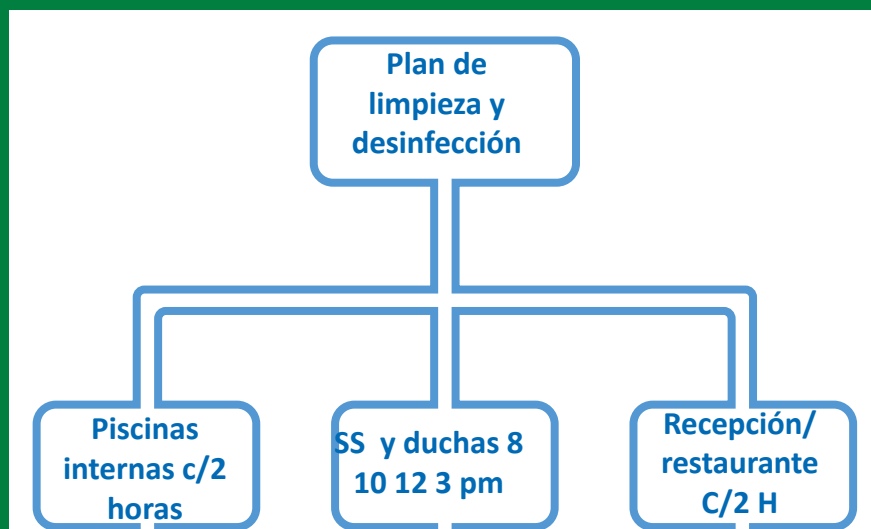 Plan de
limpieza y
desinfección
Piscinas
internas c/2
horas
SS y duchas 8
10 12 3 pm
Recepción/
restaurante
C/2 H